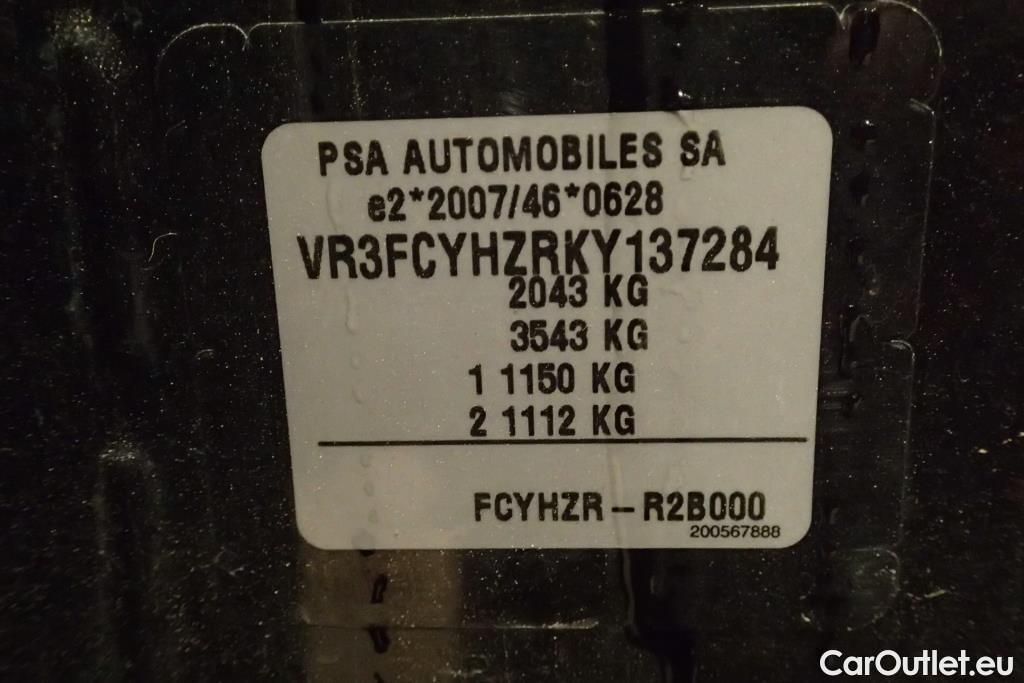 PSA AUTOMOBILES SA
e2*2007/46*0628
VR3FCYHZRKY137284
2043 KG
3543 KG
1 1150 KG
2 1112 KG
FCYHZR – R2B000
200567888
CarOutlet.eu